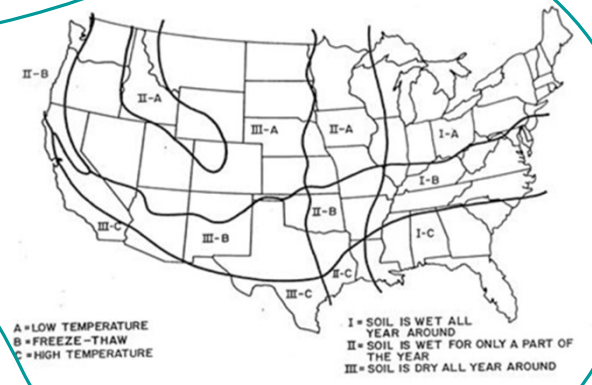 II-B
II-A
III-A
II-A
I-A
I-B
II-B
III-C
III-B
I-C
II-C
III-C
A = LOW TEMPERATURE
B = FREEZE-THAW
C = HIGH TEMPERATURE
I = SOIL IS WET ALL
YEAR AROUND
II = SOIL IS WET FOR ONLY A PART OF
THE YEAR
III = SOIL IS DRY ALL YEAR AROUND